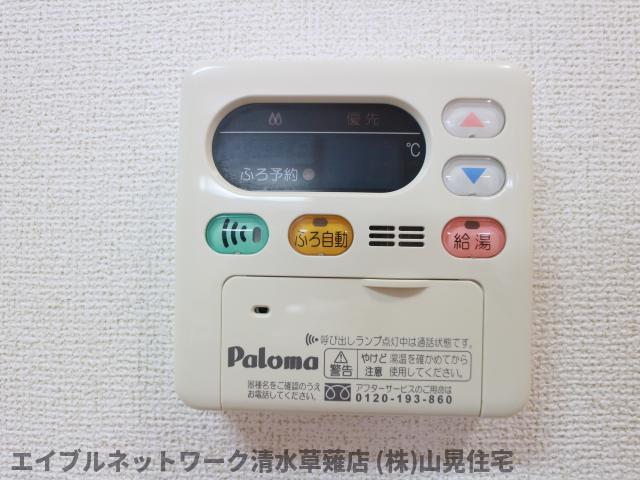 優先
℃
ふろ予約
ふろ自動
給湯
呼び出しランプ点灯中は通話状態です。
Paloma
警告
やけど 湯温を確かめてから
注意 使用してください。
器種名をご確認のうえ
お電話してください。
アフターサービスのご用命は
0120-193-860
エイブルネットワーク清水草薙店 (株)山晃住宅